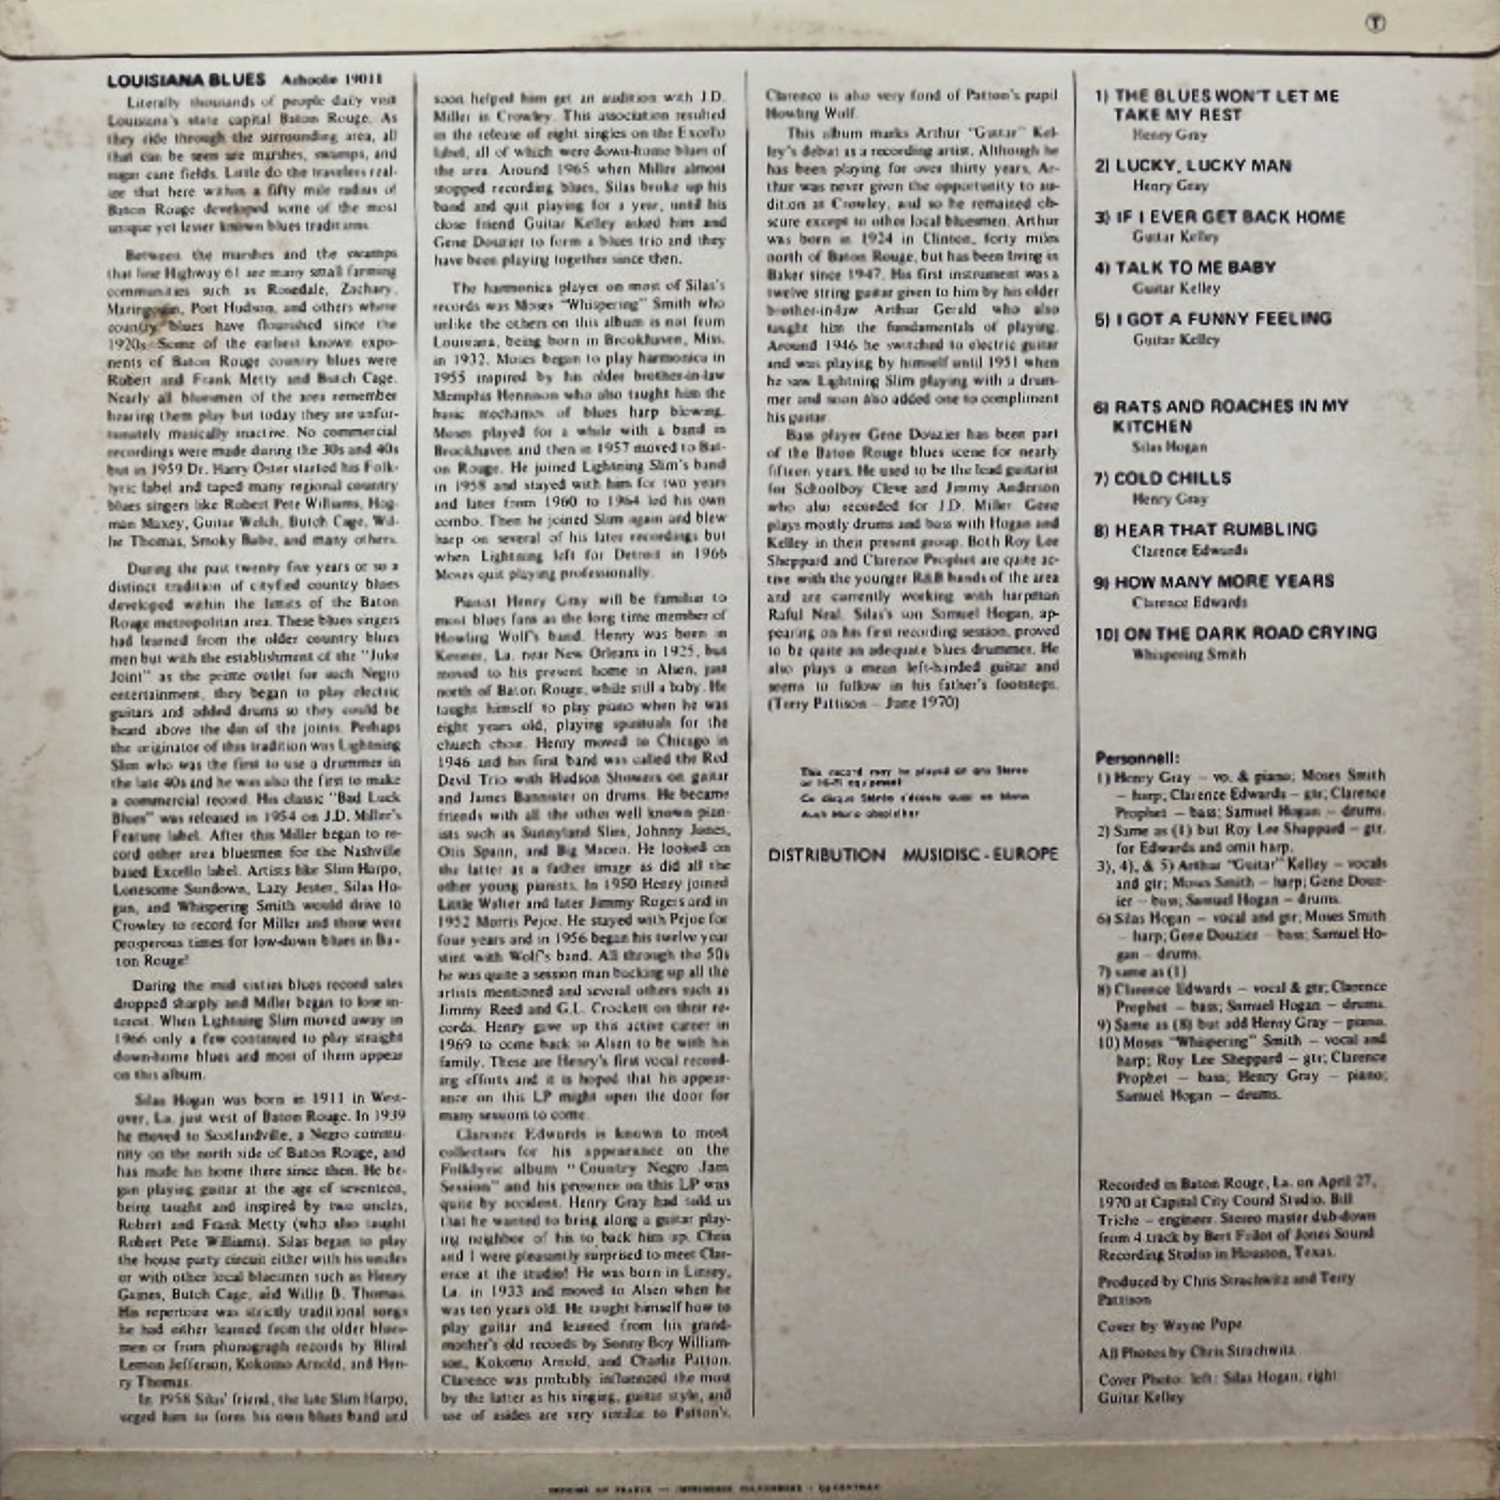 T
LOUISIANA BLUES Arhoolie 19011
Literally thousands of people daily visit
Louisiana's state capital Baton Rouge. As
they ride through the surrounding area, all
that can be seen are marshes, swamps, and
sugar cane fields. Little do the travelers real-
ize that here within a fifty mile radius of
Baton Rouge developed some of the most
unique yet lesser known blues traditions.
Between the marshes and the swamps
that line Highway 61 are many small farming
communities such as Rosedale, Zachary,
Maringouin, Port Hudson, and others where
country blues have flourished since the
1920s. Some of the earliest known expo-
nents of Baton Rouge country blues were
Robert and Frank Metty and Butch Cage.
Nearly all bluesmen of the area remember
hearing them play but today they are unfor-
tunately musically inactive. No commercial
recordings were made during the 30s and 40s
but in 1959 Dr. Harry Oster started his Folk-
lyric label and taped many regional country
blues singers like Robert Pete Williams, Hog-
man Maxey, Guitar Welch, Butch Cage, Wil-
lie Thomas, Smoky Babe, and many others.
During the past twenty five years or so a
distinct tradition of cityfied country blues
developed within the limits of the Baton
Rouge metropolitan area. These blues singers
had learned from the older country blues
men but with the establishment of the "Juke
Joint" as the prime outlet for such Negro
entertainment, they began to play electric
guitars and added drums so they could be
heard above the din of the joints. Perhaps
the originator of this tradition was Lightning
Slim who was the first to use a drummer in
the late 40s and he was also the first to make
a commercial record. His classic "Bad Luck
Blues" was released in 1954 on J.D. Miller's
Feature label. After this Miller began to re-
cord other area bluesmen for the Nashville
based Excello label. Artists like Slim Harpo,
Lonesome Sundown, Lazy Jester, Silas Ho-
gan, and Whispering Smith would drive to
Crowley to record for Miller and those were
prosperous times for low-down blues in Ba-
ton Rouge!
During the mid sixties blues record sales
dropped sharply and Miller began to lose in-
terest. When Lightning Slim moved away in
1966 only a few continued to play straight
down-home blues and most of them appear
on this album.
Silas Hogan was born in 1911 in West-
over, La. just west of Baton Rouge. In 1939
he moved to Scotlandville, a Negro commu-
nity on the north side of Baton Rouge, and
has made his home there since then. He be-
gan playing guitar at the age of seventeen,
being taught and inspired by two uncles,
Robert and Frank Metty (who also taught
Robert Pete Williams). Silas began to play
the house party circuit either with his uncles
or with other local bluesmen such as Henry
Gaines, Butch Cage, and Willie B. Thomas.
His repertoire was strictly traditional songs
he had either learned from the older blues-
men or from phonograph records by Blind
Lemon Jefferson, Kokomo Arnold, and Hen-
ry Thomas.
In 1958 Silas' friend, the late Slim Harpo,
urged him to form his own blues band and
soon helped him get an audition with J.D.
Miller in Crowley. This association resulted
in the release of eight singles on the Excello
label, all of which were down-home blues of
the area. Around 1965 when Miller almost
stopped recording blues, Silas broke up his
band and quit playing for a year, until his
close friend Guitar Kelley asked him and
Gene Douzier to form a blues trio and they
have been playing together since then.
The harmonica player on most of Silas's
records was Moses "Whispering" Smith who
unlike the others on this album is not from
Louisiana, being born in Brookhaven, Miss.
in 1932. Moses began to play harmonica in
1955 inspired by his older brother-in-law
Memphis Hennson who also taught him the
basic mechanics of blues harp blowing.
Moses played for a while with a band in
Brookhaven and then in 1957 moved to Bat-
on Rouge. He joined Lightning Slim's band
in 1958 and stayed with him for two years
and later from 1960 to 1964 led his own
combo. Then he joined Slim again and blew
harp on several of his later recordings but
when Lightning left for Detroit in 1966
Moses quit playing professionally.
Pianist Henry Gray will be familiar to
most blues fans as the long time member of
Howling Wolf's band. Henry was born in
Kenner, La. near New Orleans in 1925, but
moved to his present home in Alsen, just
north of Baton Rouge, while still a baby. He
taught himself to play piano when he was
eight years old, playing spirituals for the
church choir. Henry moved to Chicago in
1946 and his first band was called the Red
Devil Trio with Hudson Showers on guitar
and James Bannister on drums. He became
friends with all the other well known pian-
ists such as Sunnyland Slim, Johnny Jones,
Otis Spann, and Big Maceo. He looked on
the latter as a father image as did all the
other young pianists. In 1950 Henry joined
Little Walter and later Jimmy Rogers and in
1952 Morris Pejoe. He stayed with Pejoe for
four years and in 1956 began his twelve year
stint with Wolf's band. All through the 50s
he was quite a session man backing up all the
artists mentioned and several others such as
Jimmy Reed and G.L. Crockett on their re-
cords. Henry gave up this active career in
1969 to come back to Alsen to be with his
family. These are Henry's first vocal record-
ing efforts and it is hoped that his appear-
ance on this LP might open the door for
many sessions to come.
Clarence Edwards is known to most
collectors for his appearance on the
Folklyric album "Country Negro Jam
Session" and his presence on this LP was
quite by accident. Henry Gray had told us
that he wanted to bring along a guitar play-
ing neighbor of his to back him up. Chris
and I were pleasantly surprised to meet Clar-
ence at the studio! He was born in Linsey,
La. in 1933 and moved to Alsen when he
was ten years old. He taught himself how to
play guitar and learned from his grand-
mother's old records by Sonny Boy William-
son, Kokomo Arnold, and Charlie Patton.
Clarence was probably influenced the most
by the latter as his singing, guitar style, and
use of asides are very similar to Patton's.
Clarence is also very fond of Patton's pupil
Howling Wolf.
This album marks Arthur "Guitar" Kel-
ley's debut as a recording artist. Although he
has been playing for over thirty years, Ar-
thur was never given the opportunity to au-
dition at Crowley, and so he remained ob-
scure except to other local bluesmen. Arthur
was born in 1924 in Clinton, forty miles
north of Baton Rouge, but has been living in
Baker since 1947. His first instrument was a
twelve string guitar given to him by his older
brother-in-law Arthur Gerald who also
taught him the fundamentals of playing.
Around 1946 he switched to electric guitar
and was playing by himself until 1951 when
he saw Lightning Slim playing with a drum-
mer and soon also added one to compliment
his guitar.
Bass player Gene Douzier has been part
of the Baton Rouge blues scene for nearly
fifteen years. He used to be the lead guitarist
for Schoolboy Cleve and Jimmy Anderson
who also recorded for J.D. Miller. Gene
plays mostly drums and bass with Hogan and
Kelley in their present group. Both Roy Lee
Sheppard and Clarence Prophet are quite ac-
tive with the younger R&B bands of the area
and are currently working with harpman
Raful Neal. Silas's son Samuel Hogan, ap-
pearing on his first recording session, proved
to be quite an adequate blues drummer. He
also plays a mean left-handed guitar and
seems to follow in his father's footsteps.
(Terry Pattison – June 1970)
This record may be played on any Stereo
or Hi-Fi equipment
Ce disque Stéréo s'écoute aussi en Mono
DISTRIBUTION MUSIDISC-EUROPE
1) THE BLUES WON'T LET ME
TAKE MY REST
Henry Gray
2) LUCKY, LUCKY MAN
Henry Gray
3) IF I EVER GET BACK HOME
Guitar Kelley
4) TALK TO ME BABY
Guitar Kelley
5) I GOT A FUNNY FEELING
Guitar Kelley
6) RATS AND ROACHES IN MY
KITCHEN
Silas Hogan
7) COLD CHILLS
Henry Gray
8) HEAR THAT RUMBLING
Clarence Edwards
9) HOW MANY MORE YEARS
Clarence Edwards
10) ON THE DARK ROAD CRYING
Whispering Smith
Personnell:
1) Henry Gray – vo. & piano; Moses Smith
– harp; Clarence Edwards – gtr; Clarence
Prophet – bass; Samuel Hogan – drums.
2) Same as (1) but Roy Lee Shappard – gtr.
for Edwards and omit harp.
3), 4), & 5) Arthur "Guitar" Kelley – vocals
and gtr; Moses Smith – harp; Gene Douz-
ier – bass; Samuel Hogan – drums.
6) Silas Hogan – vocal and gtr; Moses Smith
– harp; Gene Douzier – bass; Samuel Ho-
gan – drums.
7) same as (1)
8) Clarence Edwards – vocal & gtr; Clarence
Prophet – bass; Samuel Hogan – drums.
9) Same as (8) but add Henry Gray – piano.
10) Moses "Whispering" Smith – vocal and
harp; Roy Lee Sheppard – gtr; Clarence
Prophet – bass; Henry Gray – piano;
Samuel Hogan – drums.
Recorded in Baton Rouge, La. on April 27,
1970 at Capital City Cound Studio. Bill
Triche – engineer. Stereo master dub-down
from 4 track by Bert Frilot of Jones Sound
Recording Studio in Houston, Texas.
Produced by Chris Strachwitz and Terry
Pattison
Cover by Wayne Pope
All Photos by Chris Strachwitz
Cover Photo: left: Silas Hogan; right:
Guitar Kelley